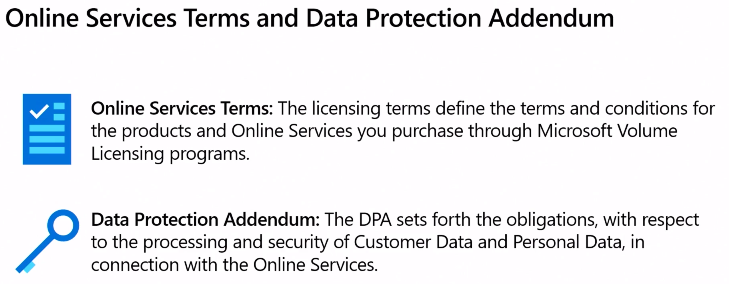 Online Services Terms and Data Protection Addendum
Online Services Terms: The licensing terms define the terms and conditions for
the products and Online Services you purchase through Microsoft Volume
Licensing programs.
Data Protection Addendum: The DPA sets forth the obligations, with respect
to the processing and security of Customer Data and Personal Data, in
connection with the Online Services.